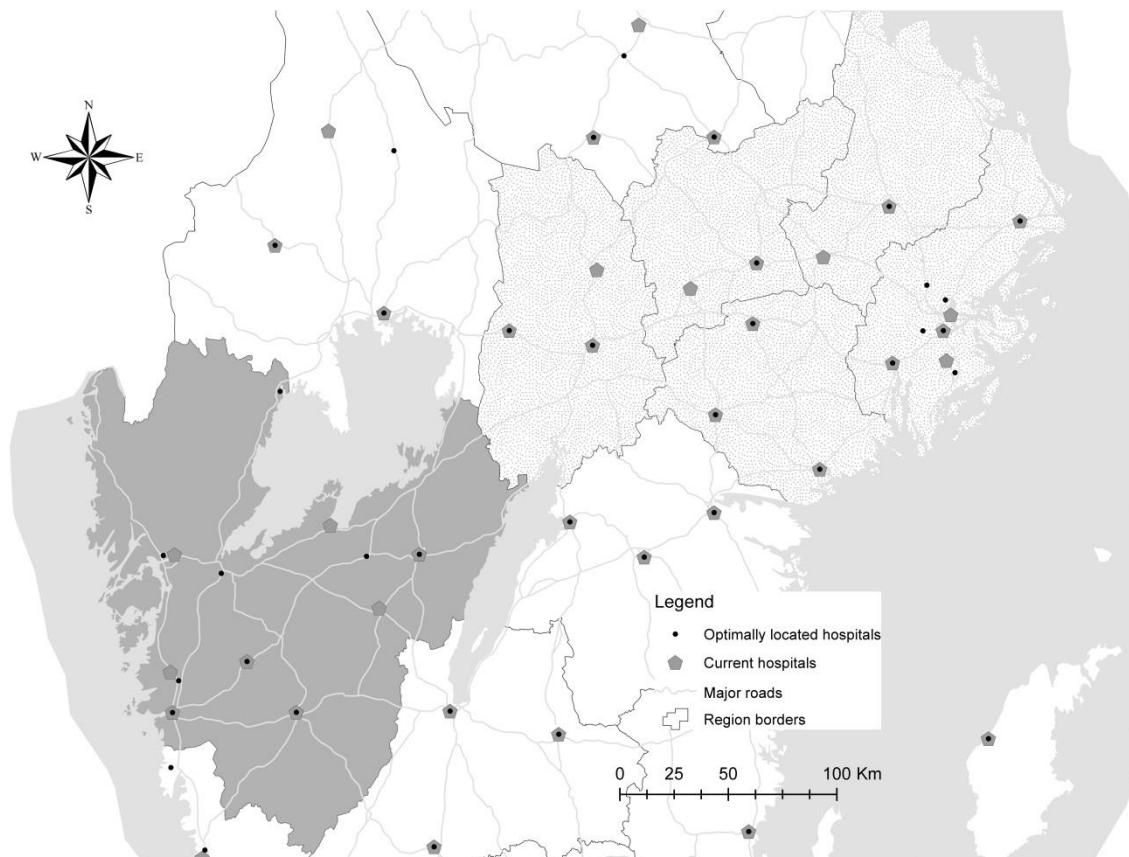 N
W E
S
Legend
Optimally located hospitals
Current hospitals
Major roads
Region borders
0 25 50 100 Km